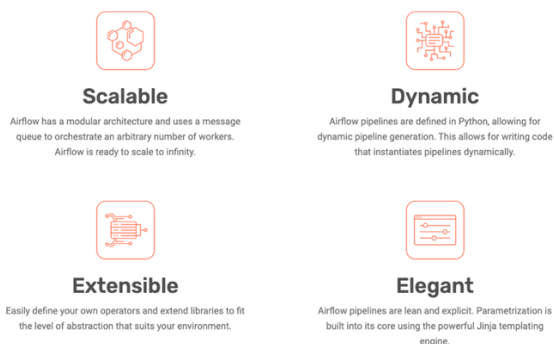 Scalable
Airflow has a modular architecture and uses a message
queue to orchestrate an arbitrary number of workers.
Airflow is ready to scale to infinity.
Dynamic
Airflow pipelines are defined in Python, allowing for
dynamic pipeline generation. This allows for writing code
that instantiates pipelines dynamically.
Extensible
Easily define your own operators and extend libraries to fit
the level of abstraction that suits your environment.
Elegant
Airflow pipelines are lean and explicit. Parametrization is
built into its core using the powerful Jinja templating
engine.